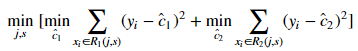 min j,s [min ĉ₁ ∑ xᵢ∈R₁(j,s) (yᵢ − ĉ₁)² + min ĉ₂ ∑ xᵢ∈R₂(j,s) (yᵢ − ĉ₂)²]